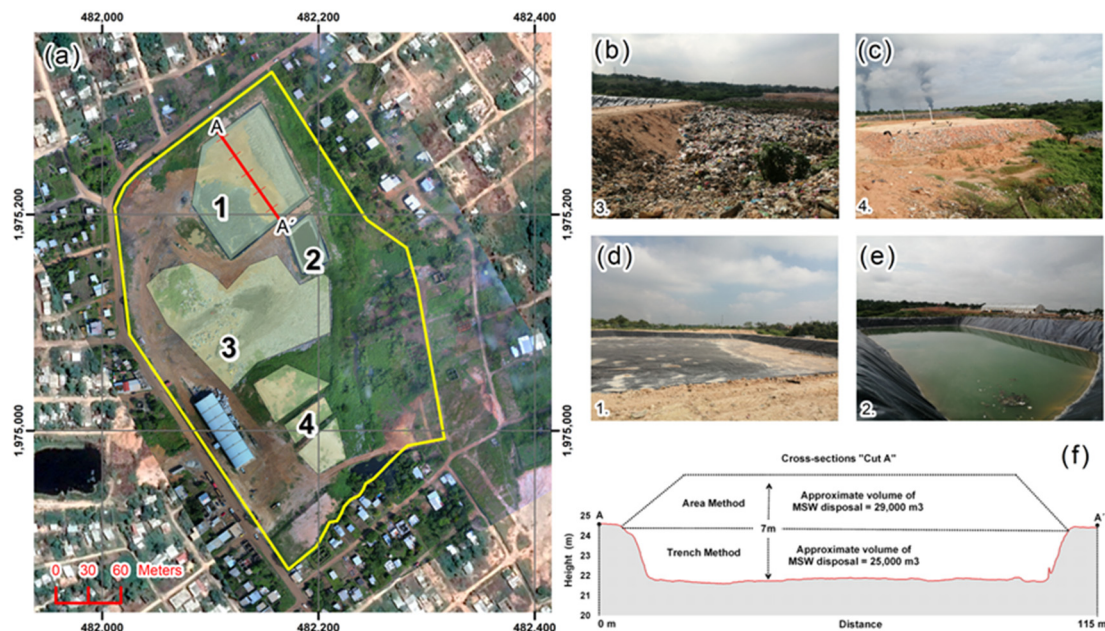 482,000
482,200
482,400
(a)
A
1
A´
2
3
4
1,975,200
1,975,000
1,975,200
1,975,000
0 30 60 Meters
482,000
482,200
482,400
(b)
3.
(c)
4.
(d)
1.
(e)
2.
(f)
Cross-sections "Cut A"
Area Method
Approximate volume of
MSW disposal = 29,000 m3
7m
Trench Method
Approximate volume of
MSW disposal = 25,000 m3
A
A´
25
24
23
22
21
20
Height (m)
0 m
Distance
115 m